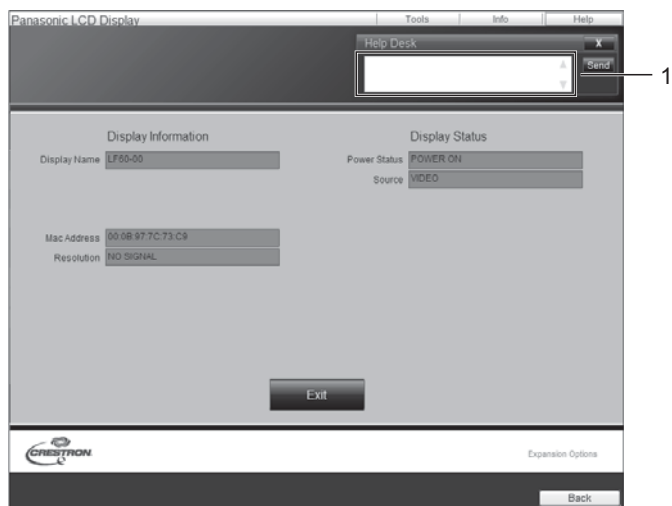 Panasonic LCD Display
Tools
Info
Help
Help Desk
X
Send
1
Display Information
Display Status
Display Name LF60-00
Power Status POWER ON
Source VIDEO
Mac Address 00:0B:97:7C:73:C9
Resolution NO SIGNAL
Exit
CRESTRON
Expansion Options
Back